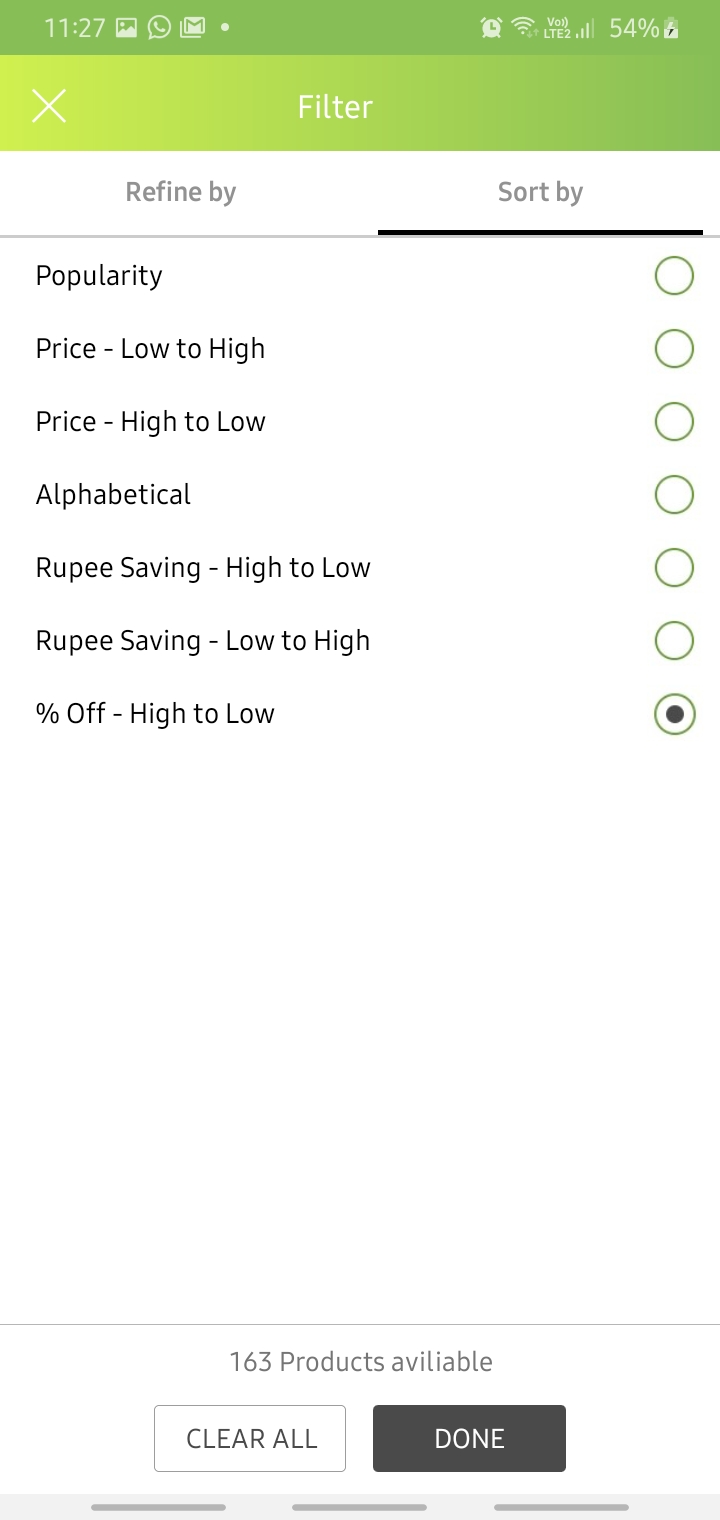 11:27
Vo)) LTE2 54%
Filter
Refine by Sort by
Popularity
Price - Low to High
Price - High to Low
Alphabetical
Rupee Saving - High to Low
Rupee Saving - Low to High
% Off - High to Low
163 Products aviliable
CLEAR ALL DONE